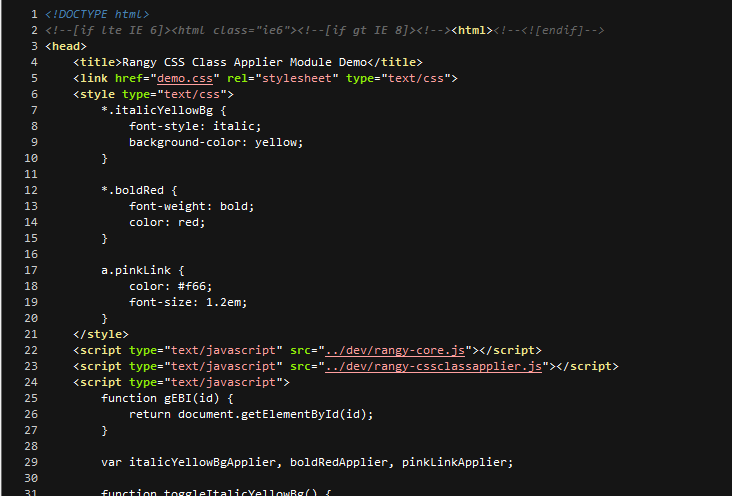 1 <!DOCTYPE html>
2 <!--[if lte IE 6]><html class="ie6"><!--[if gt IE 8]><!--><html><!--<![endif]-->
3 <head>
4     <title>Rangy CSS Class Applier Module Demo</title>
5     <link href="demo.css" rel="stylesheet" type="text/css">
6     <style type="text/css">
7         *.italicYellowBg {
8             font-style: italic;
9             background-color: yellow;
10         }
11
12         *.boldRed {
13             font-weight: bold;
14             color: red;
15         }
16
17         a.pinkLink {
18             color: #f66;
19             font-size: 1.2em;
20         }
21     </style>
22     <script type="text/javascript" src="../dev/rangy-core.js"></script>
23     <script type="text/javascript" src="../dev/rangy-cssclassapplier.js"></script>
24     <script type="text/javascript">
25         function gEBI(id) {
26             return document.getElementById(id);
27         }
28
29         var italicYellowBgApplier, boldRedApplier, pinkLinkApplier;
30
31         function toggleItalicYellowBg() {